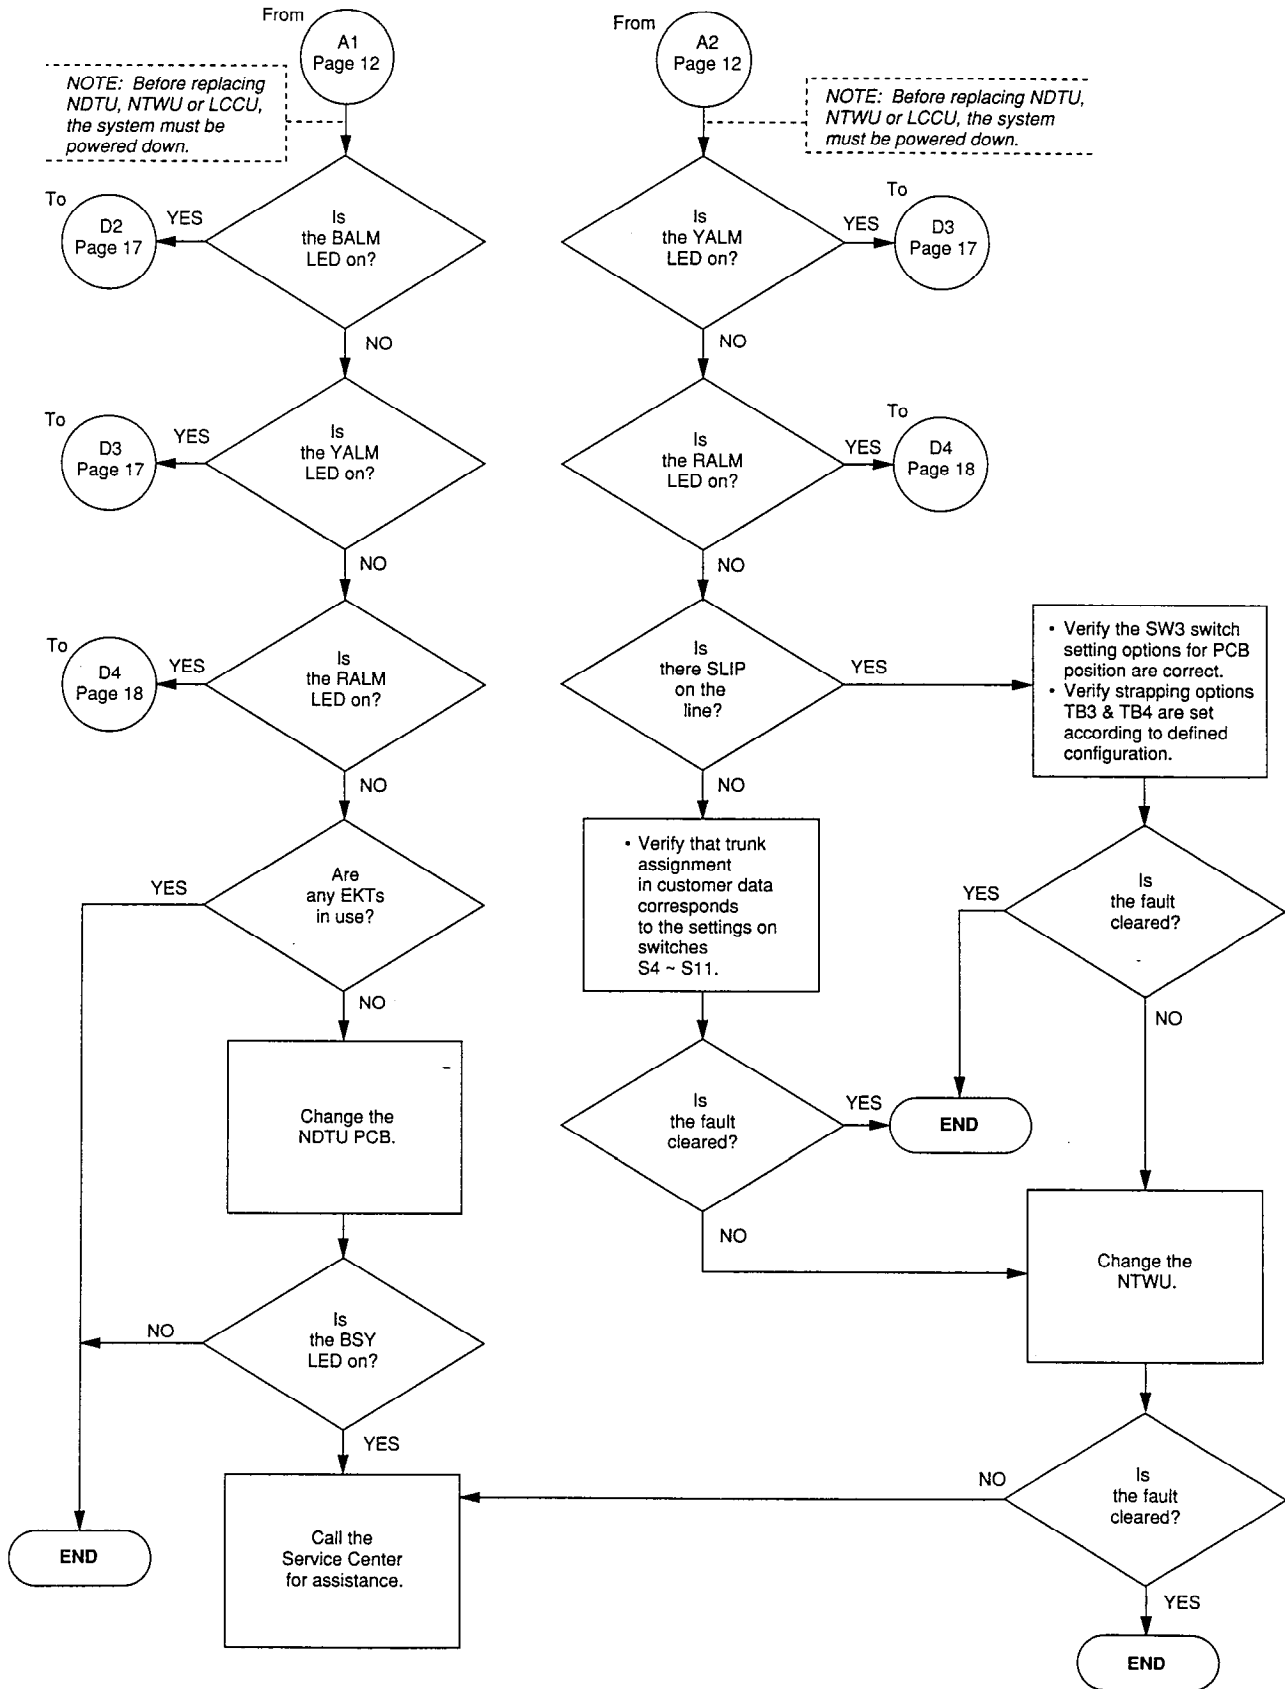 From
A1
Page 12
NOTE: Before replacing
NDTU, NTWU or LCCU,
the system must be
powered down.
Is
the BALM
LED on?
YES
To
D2
Page 17
NO
Is
the YALM
LED on?
YES
To
D3
Page 17
NO
Is
the RALM
LED on?
YES
To
D4
Page 18
NO
Are
any EKTs
in use?
YES
NO
Change the
NDTU PCB.
Is
the BSY
LED on?
NO
YES
END
Call the
Service Center
for assistance.
From
A2
Page 12
NOTE: Before replacing NDTU,
NTWU or LCCU, the system
must be powered down.
Is
the YALM
LED on?
YES
To
D3
Page 17
NO
Is
the RALM
LED on?
YES
To
D4
Page 18
NO
Is
there SLIP
on the
line?
YES
NO
• Verify that trunk
assignment
in customer data
corresponds
to the settings on
switches
S4 ~ S11.
Is
the fault
cleared?
YES
END
NO
• Verify the SW3 switch
setting options for PCB
position are correct.
• Verify strapping options
TB3 & TB4 are set
according to defined
configuration.
Is
the fault
cleared?
YES
NO
Change the
NTWU.
Is
the fault
cleared?
NO
YES
END